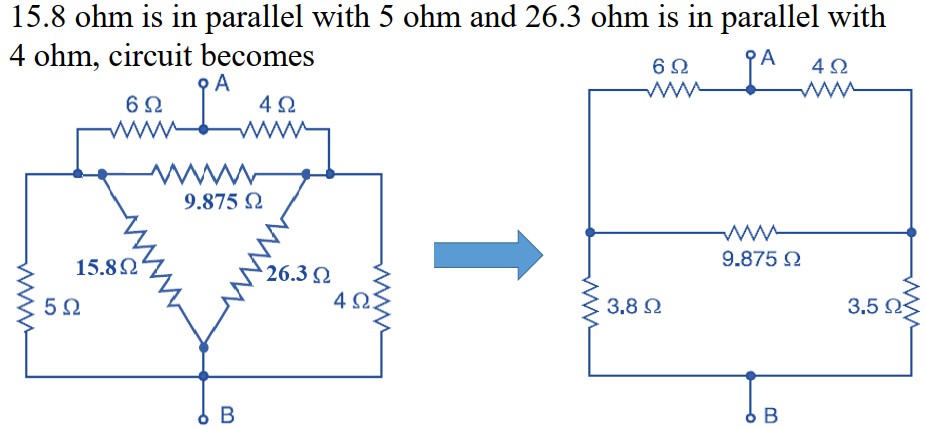 15.8 ohm is in parallel with 5 ohm and 26.3 ohm is in parallel with
4 ohm, circuit becomes
A
6 Ω
4 Ω
9.875 Ω
15.8Ω
26.3 Ω
5 Ω
4 Ω
B
6 Ω
A
4 Ω
9.875 Ω
3.8 Ω
3.5 Ω
B